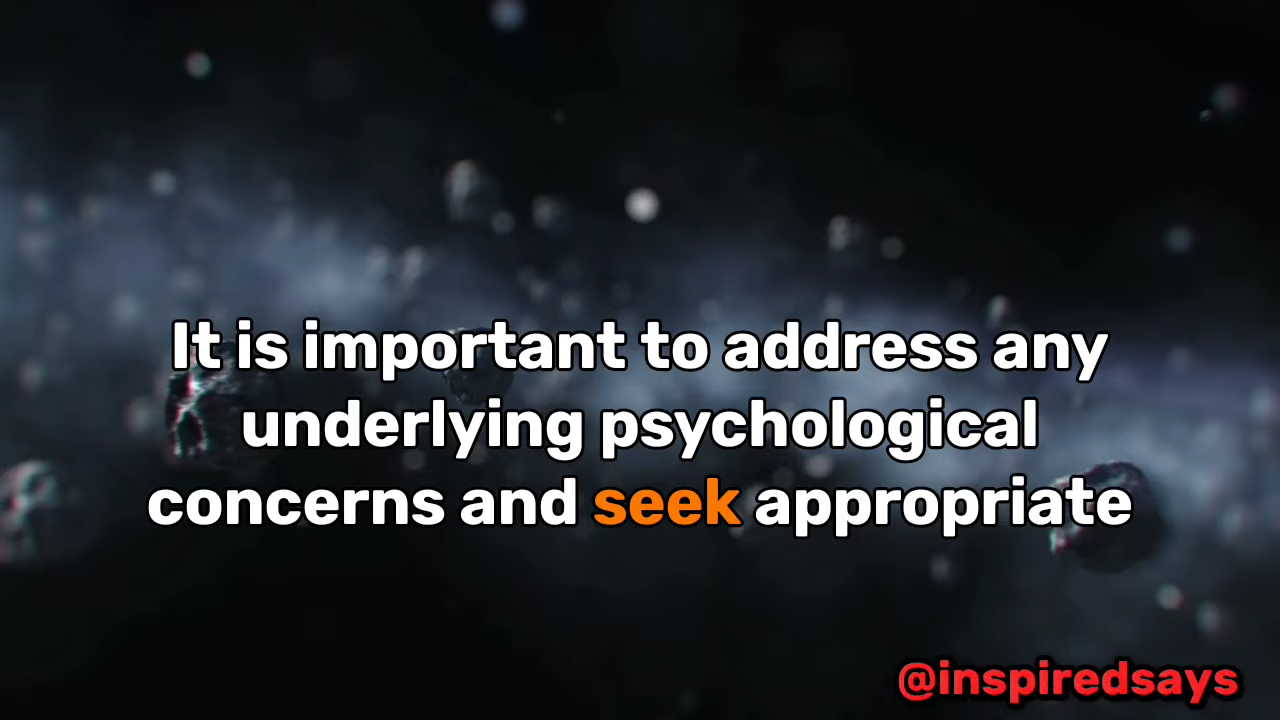 It is important to address any
underlying psychological
concerns and seek appropriate
@inspiredsays